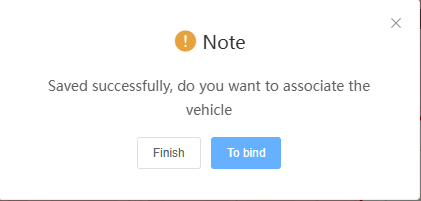 Note
Saved successfully, do you want to associate the
vehicle
Finish
To bind